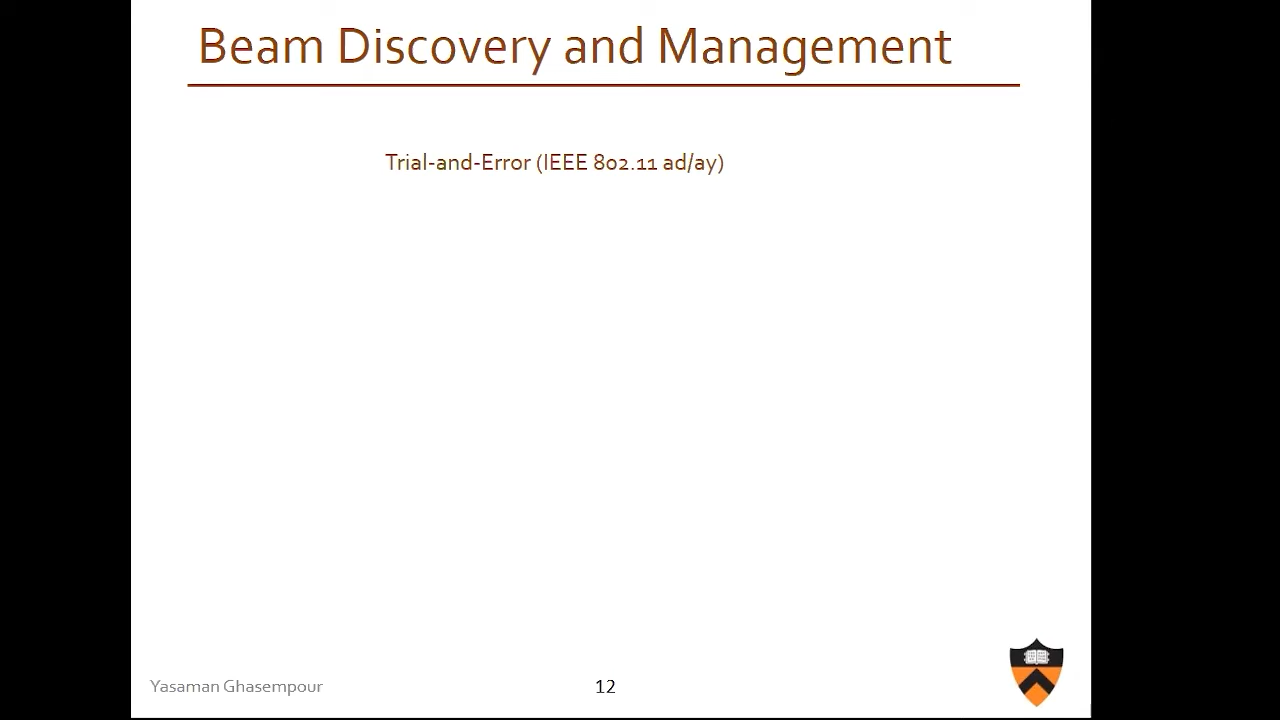 Beam Discovery and Management
Trial-and-Error (IEEE 802.11 ad/ay)
Yasaman Ghasempour
12